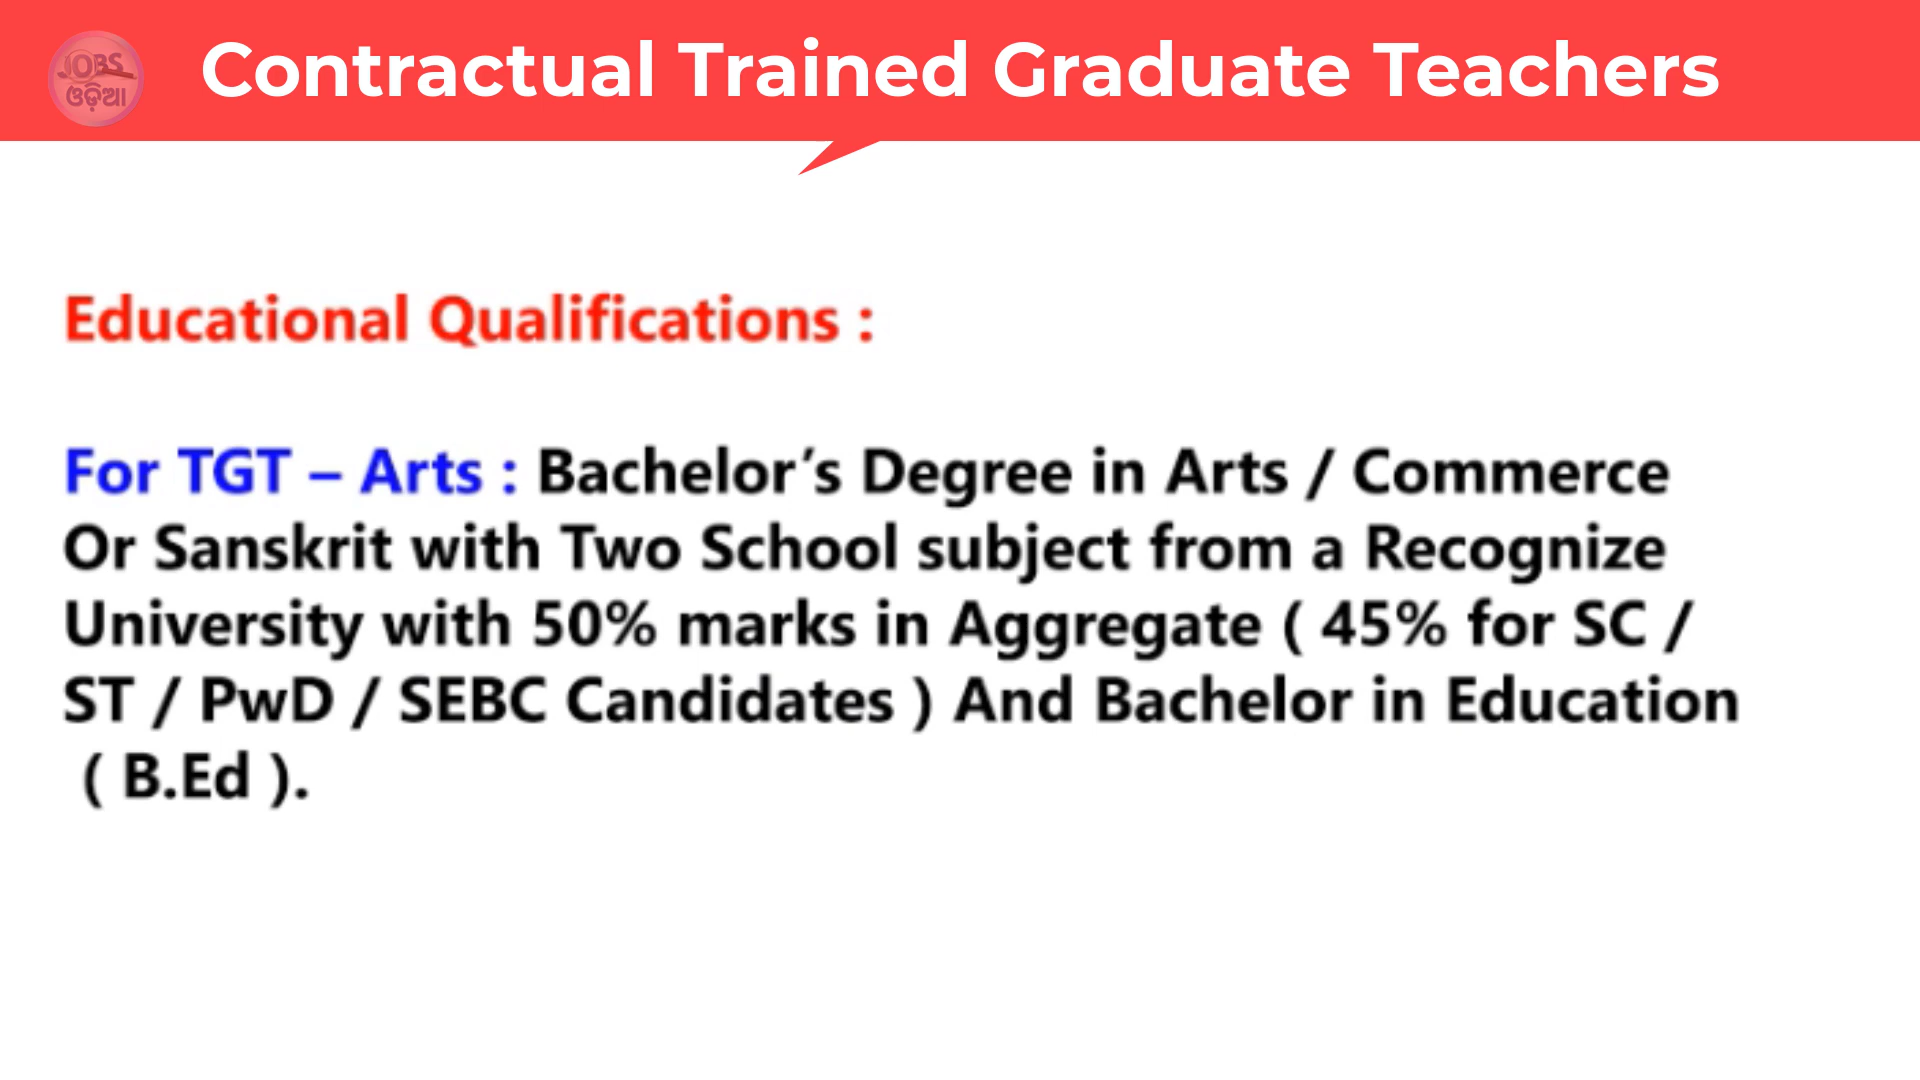 JOBS
ଓଡ଼ିଆ
Contractual Trained Graduate Teachers
Educational Qualifications :
For TGT – Arts : Bachelor’s Degree in Arts / Commerce
Or Sanskrit with Two School subject from a Recognize
University with 50% marks in Aggregate ( 45% for SC /
ST / PwD / SEBC Candidates ) And Bachelor in Education
( B.Ed ).